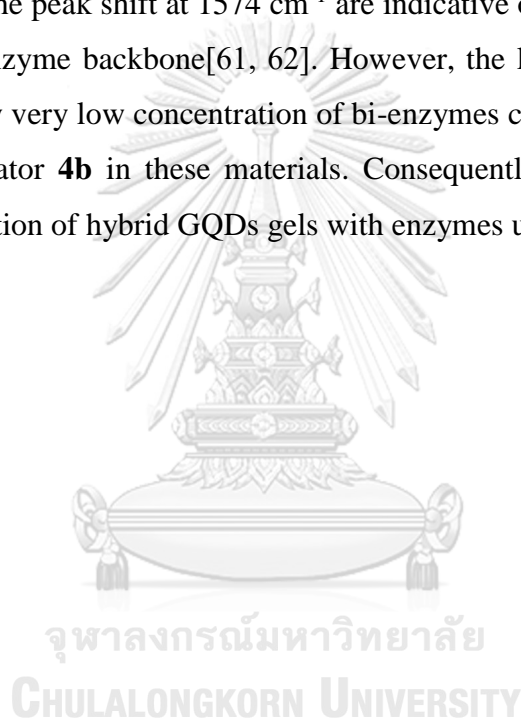 ne peak shift at 1574 cm⁻¹ are indicative o
nzyme backbone[61, 62]. However, the
y very low concentration of bi-enzymes c
ator 4b in these materials. Consequentl
tion of hybrid GQDs gels with enzymes u
จุฬาลงกรณ์มหาวิทยาลัย
CHULALONGKORN UNIVERSITY